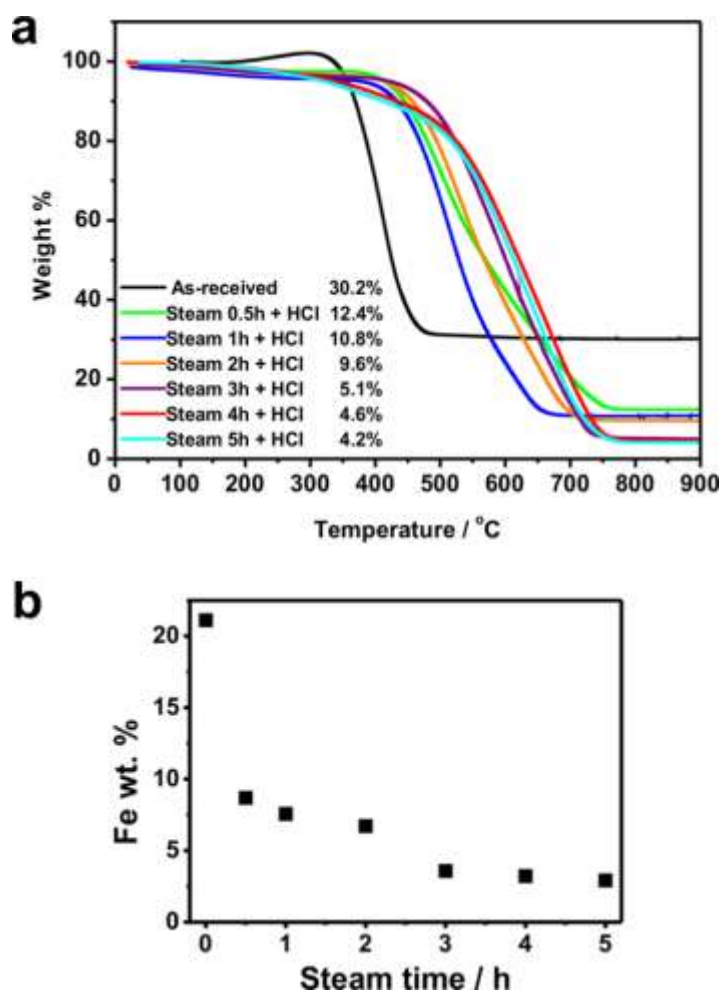 a
100
80
60
40
20
0
Weight %
As-received 30.2%
Steam 0.5h + HCl 12.4%
Steam 1h + HCl 10.8%
Steam 2h + HCl 9.6%
Steam 3h + HCl 5.1%
Steam 4h + HCl 4.6%
Steam 5h + HCl 4.2%
0 100 200 300 400 500 600 700 800 900
Temperature / °C
b
20
15
10
5
0
Fe wt. %
0 1 2 3 4 5
Steam time / h